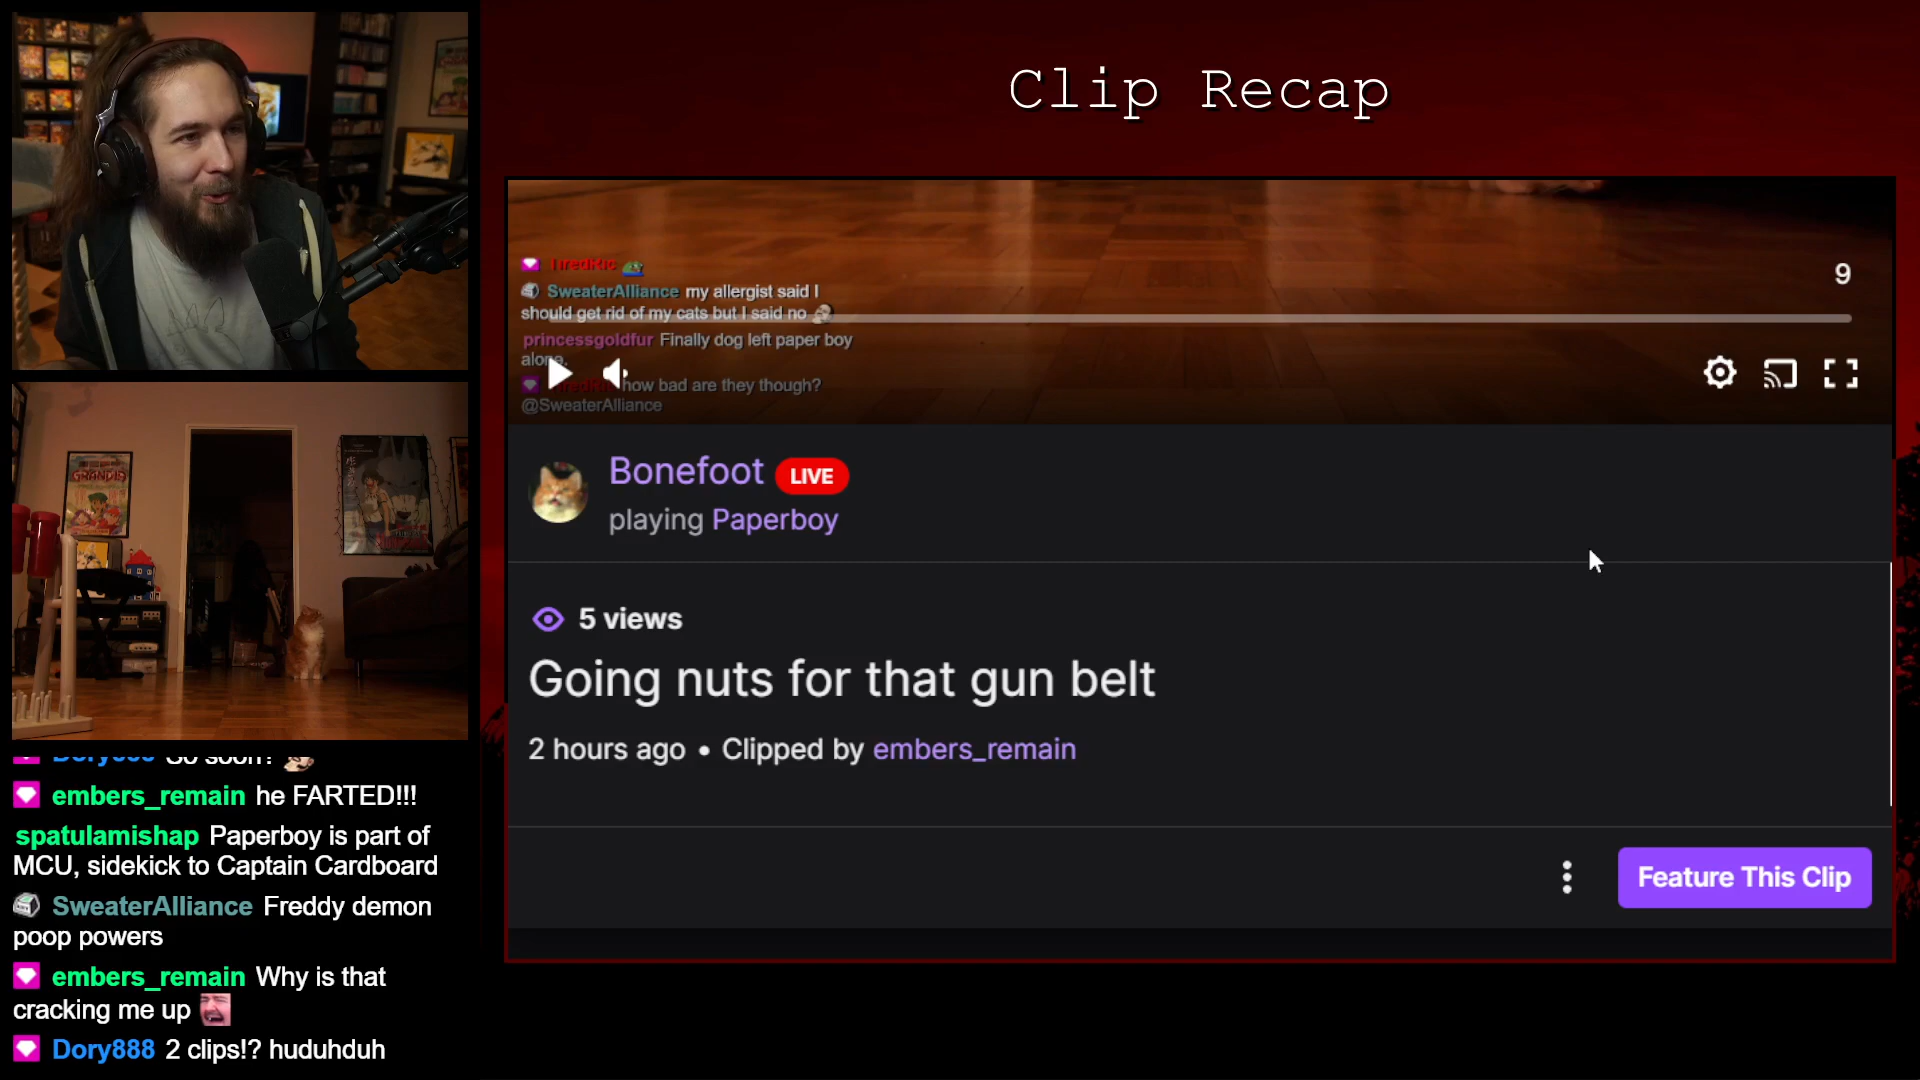 Clip Recap
TiredRic
SweaterAlliance my allergist said I
should get rid of my cats but I said no
princessgoldfur Finally dog left paper boy
alone.
TiredRic how bad are they though?
@SweaterAlliance
9
Bonefoot LIVE
playing Paperboy
5 views
Going nuts for that gun belt
2 hours ago • Clipped by embers_remain
Feature This Clip
GRANDIA
Dory888 So soon?
embers_remain he FARTED!!!
spatulamishap Paperboy is part of
MCU, sidekick to Captain Cardboard
SweaterAlliance Freddy demon
poop powers
embers_remain Why is that
cracking me up
Dory888 2 clips!? huduhduh